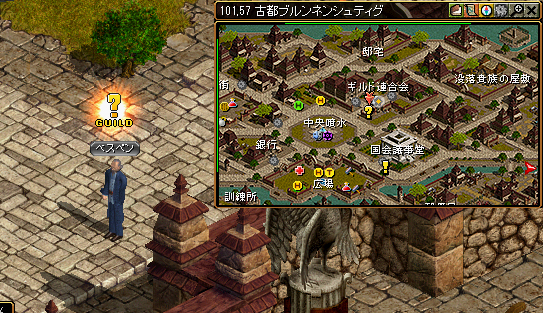 101,57 古都ブルンネンシュティグ
邸宅
街
ギルド連合会
没落貴族の屋敷
H
H
?
中央噴水
銀行
国会議事堂
!
H T
H
広場
訓練所
?
GUILD
ベスペン